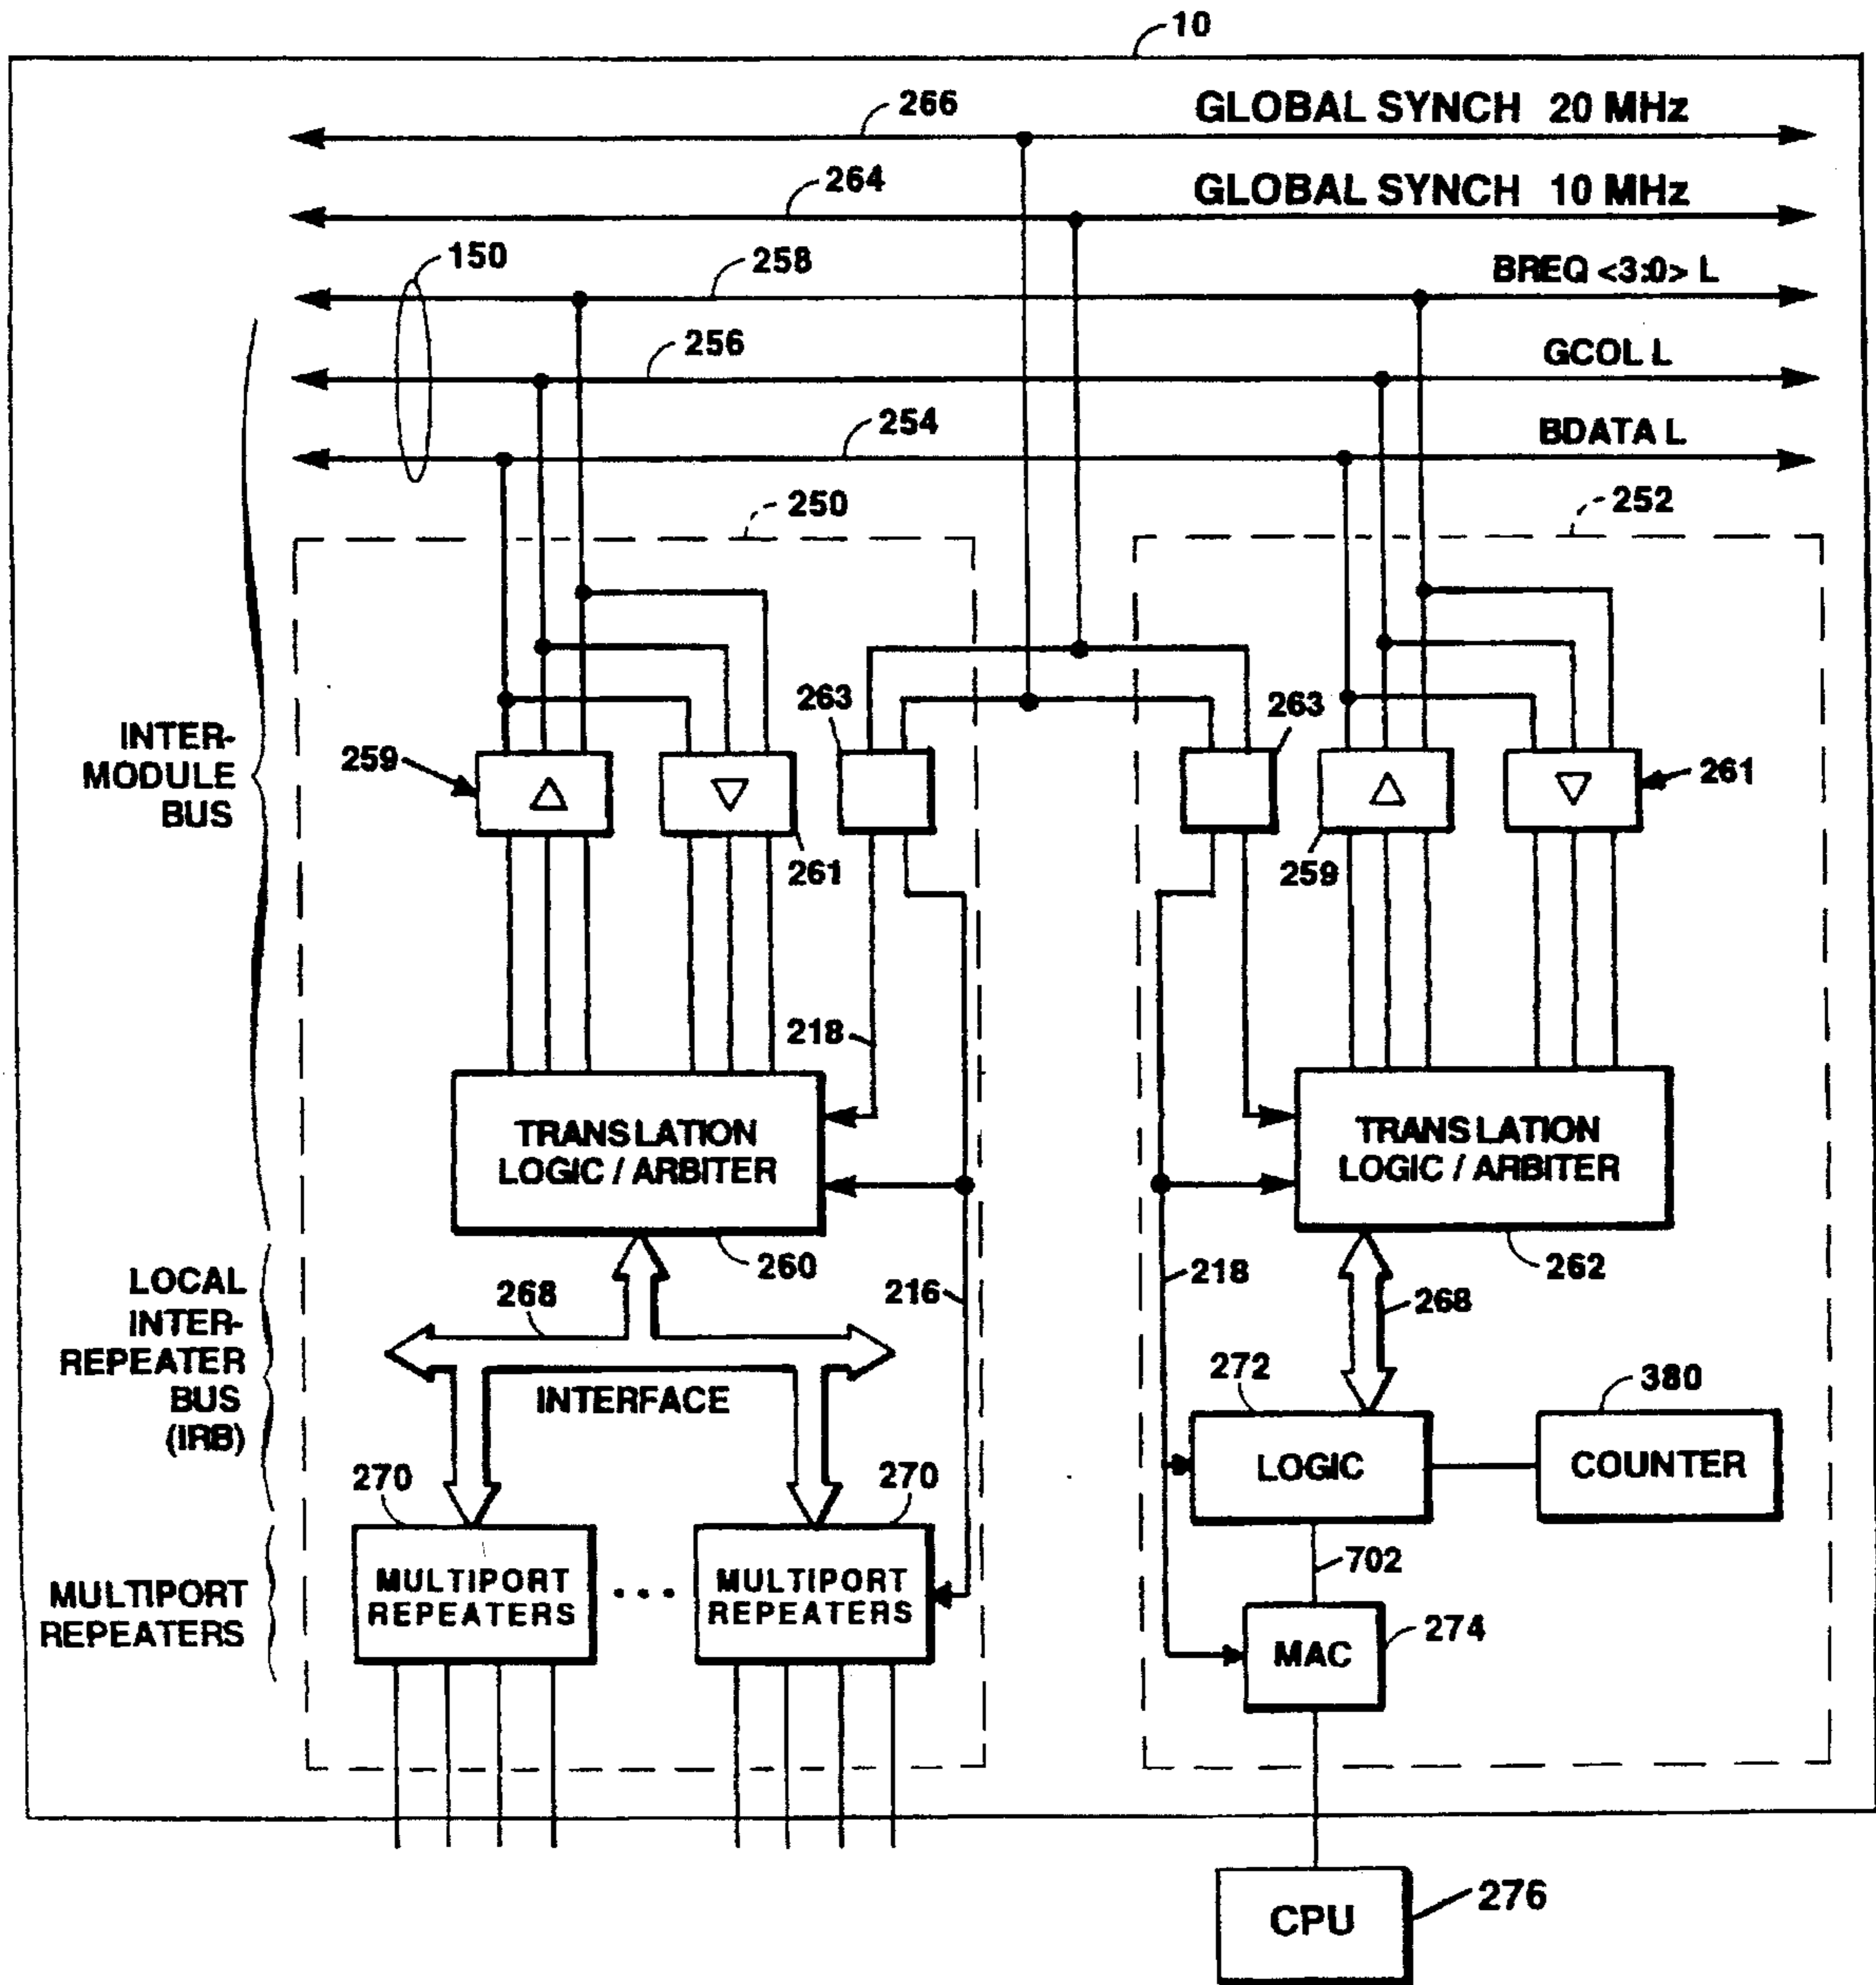 10
266
GLOBAL SYNCH 20 MHz
264
GLOBAL SYNCH 10 MHz
150
258
BREQ <3:0> L
256
GCOL L
254
BDATA L
250
252
INTER-
MODULE
BUS
259
261
263
263
259
261
218
TRANSLATION
LOGIC / ARBITER
260
TRANSLATION
LOGIC / ARBITER
262
LOCAL
INTER-
REPEATER
BUS
(IRB)
268
216
218
268
INTERFACE
272
LOGIC
380
COUNTER
270
270
MULTIPORT
REPEATERS
MULTIPORT
REPEATERS
• • •
MULTIPORT
REPEATERS
702
MAC
274
CPU
276